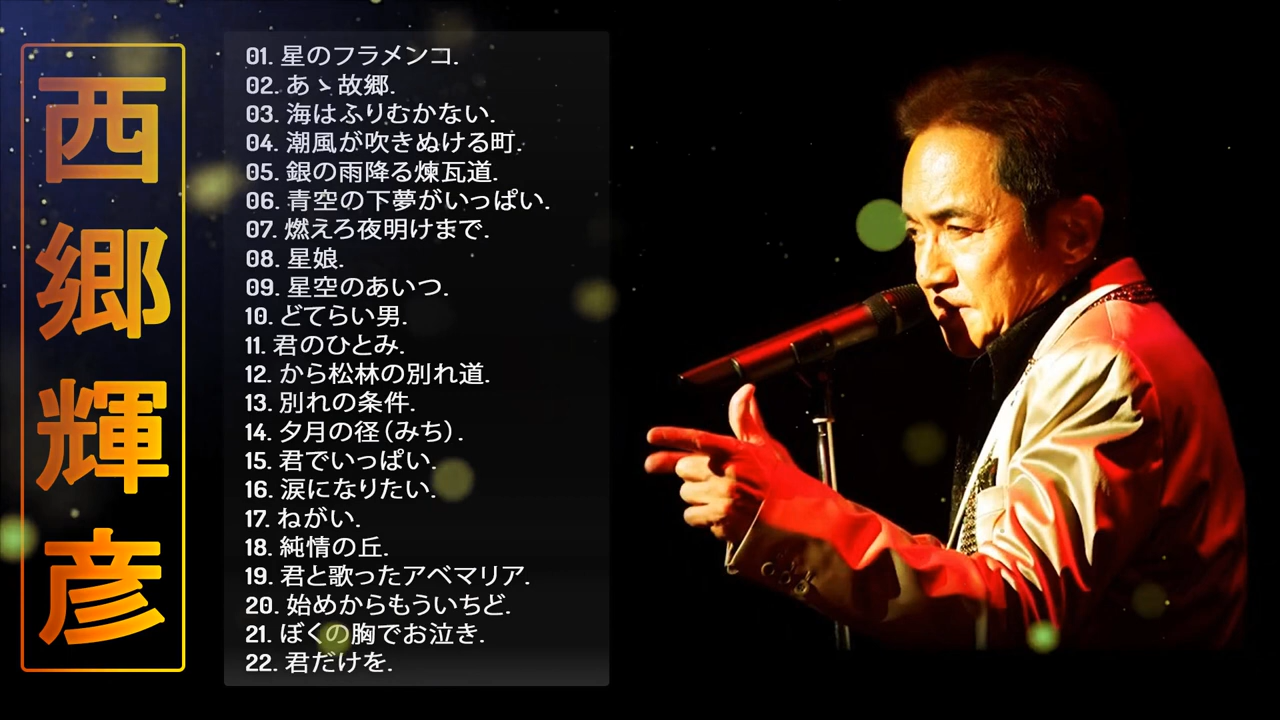 西郷輝彦
01. 星のフラメンコ.
02. あゝ故郷.
03. 海はふりむかない.
04. 潮風が吹きぬける町.
05. 銀の雨降る煉瓦道.
06. 青空の下夢がいっぱい.
07. 燃えろ夜明けまで.
08. 星娘.
09. 星空のあいつ.
10. どてらい男.
11. 君のひとみ.
12. から松林の別れ道.
13. 別れの条件.
14. 夕月の径（みち）.
15. 君でいっぱい.
16. 涙になりたい.
17. ねがい.
18. 純情の丘.
19. 君と歌ったアベマリア.
20. 始めからもういちど.
21. ぼくの胸でお泣き.
22. 君だけを.